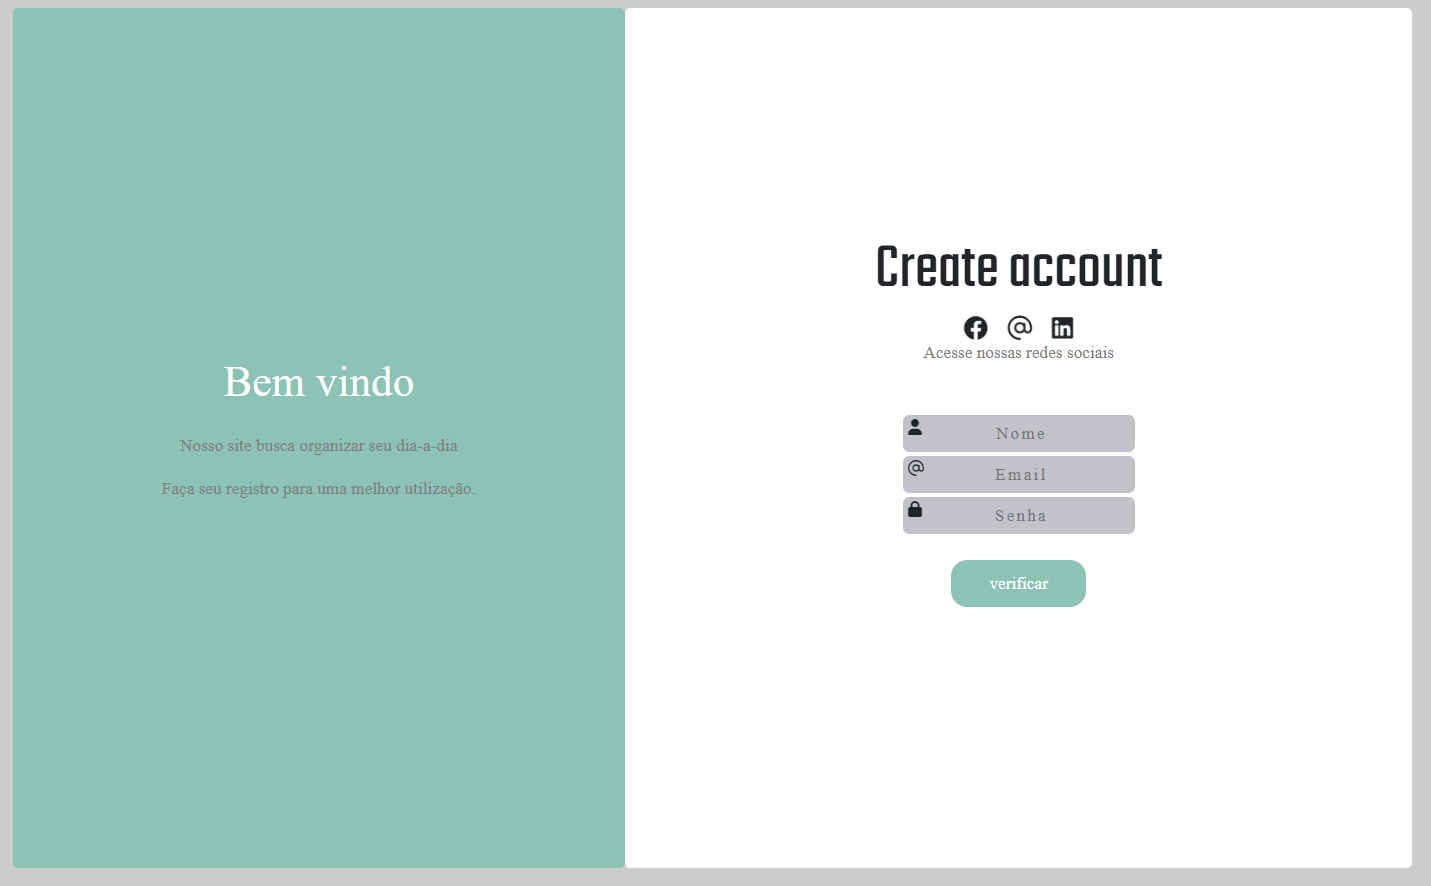 Bem vindo
Nosso site busca organizar seu dia-a-dia
Faça seu registro para uma melhor utilização.
Create account
Acesse nossas redes sociais
Nome
Email
Senha
verificar